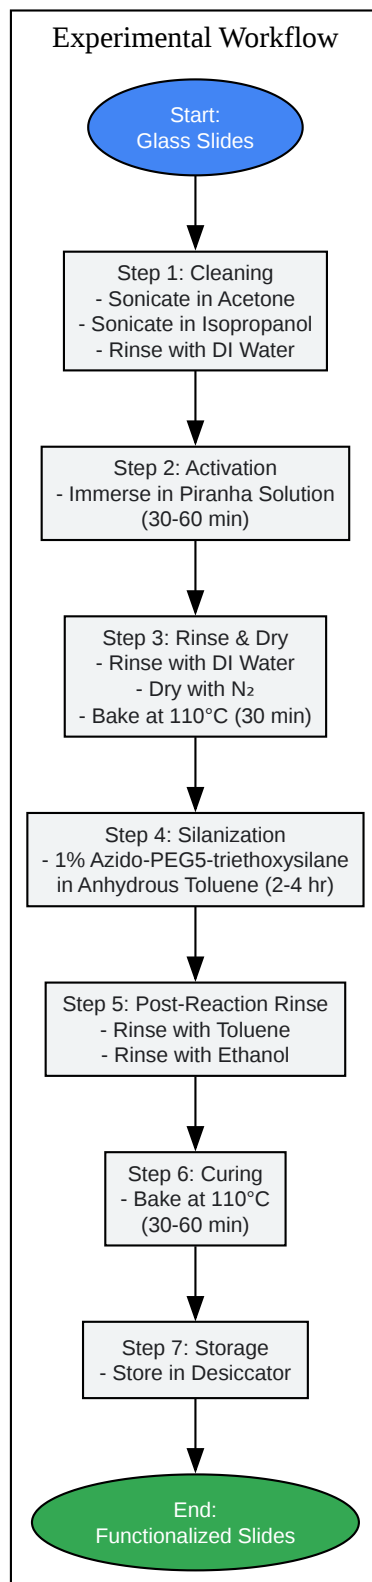 Experimental Workflow
Start:
Glass Slides
Step 1: Cleaning
- Sonicate in Acetone
- Sonicate in Isopropanol
- Rinse with DI Water
Step 2: Activation
- Immerse in Piranha Solution
(30-60 min)
Step 3: Rinse & Dry
- Rinse with DI Water
- Dry with N₂
- Bake at 110°C (30 min)
Step 4: Silanization
- 1% Azido-PEG5-triethoxysilane
in Anhydrous Toluene (2-4 hr)
Step 5: Post-Reaction Rinse
- Rinse with Toluene
- Rinse with Ethanol
Step 6: Curing
- Bake at 110°C
(30-60 min)
Step 7: Storage
- Store in Desiccator
End:
Functionalized Slides